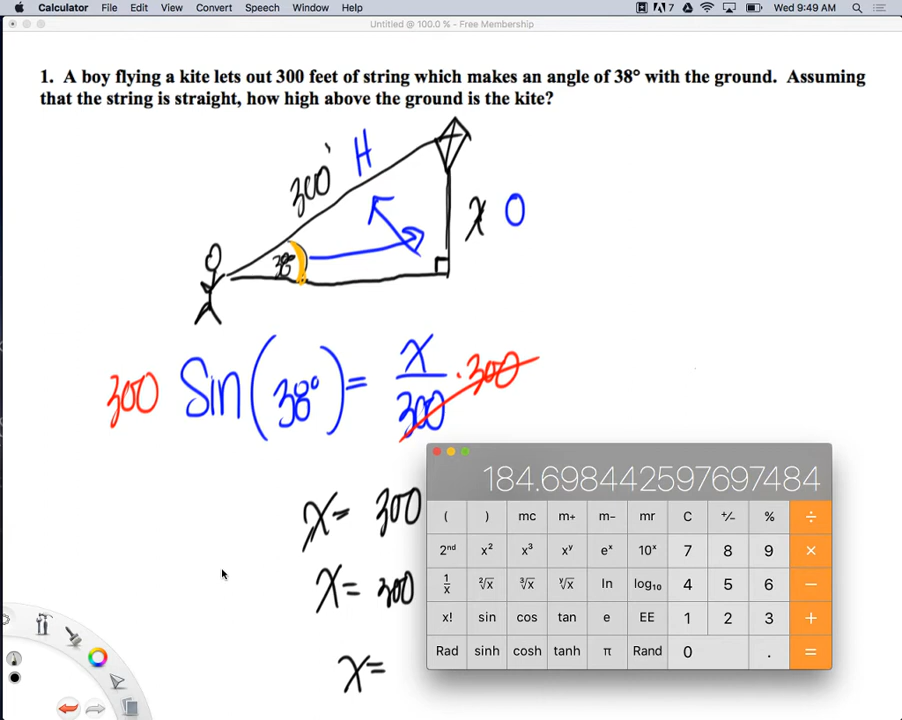 Calculator File Edit View Convert Speech Window Help 7 Wed 9:49 AM
Untitled @ 100.0 % - Free Membership
1. A boy flying a kite lets out 300 feet of string which makes an angle of 38° with the ground. Assuming
that the string is straight, how high above the ground is the kite?
300' H
x O
38°
300 Sin(38°) = x/300 · 300
x = 300
x = 300
x =
184.698442597697484
( ) mc m+ m- mr C +/- % ÷
2nd x² x³ xʸ eˣ 10ˣ 7 8 9 ×
1/x ²√x ³√x ʸ√x ln log₁₀ 4 5 6 −
x! sin cos tan e EE 1 2 3 +
Rad sinh cosh tanh π Rand 0 . =